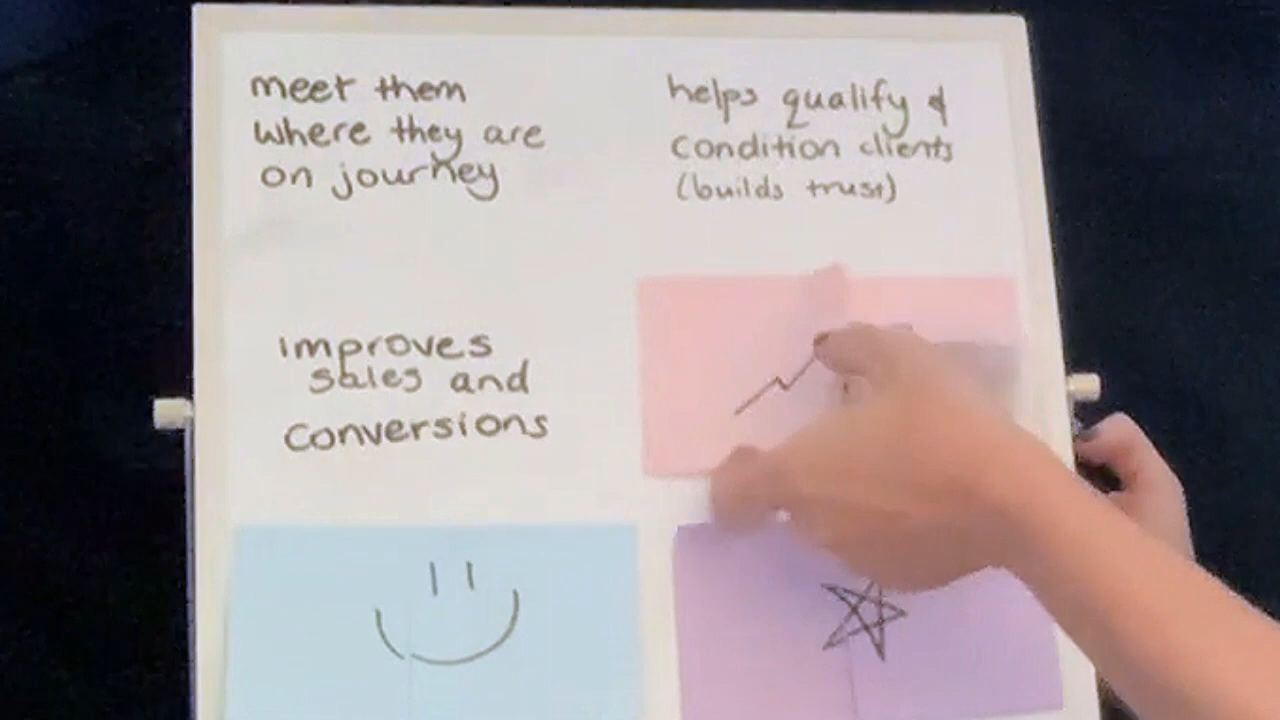 meet them
where they are
on journey
helps qualify &
condition clients
(builds trust)
improves
sales and
conversions